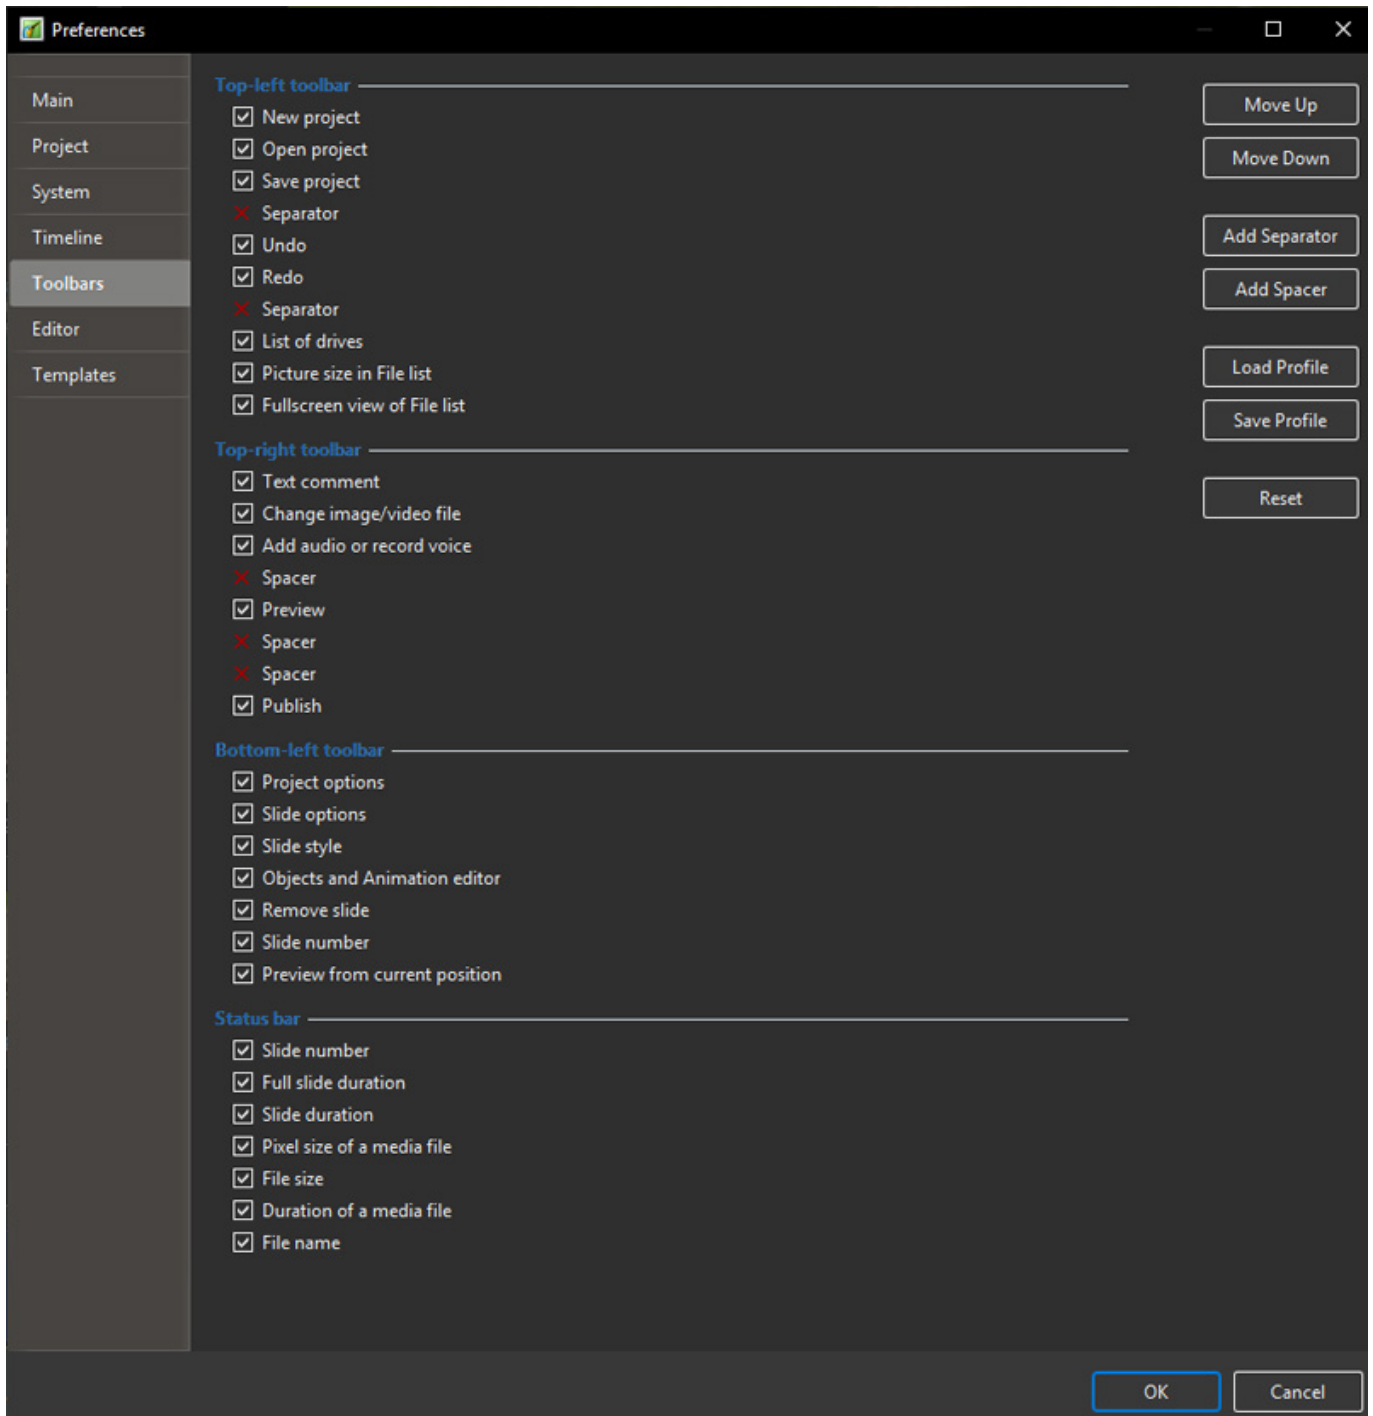 Preferences
Main
Project
System
Timeline
Toolbars
Editor
Templates
Top-left toolbar
New project
Open project
Save project
Separator
Undo
Redo
Separator
List of drives
Picture size in File list
Fullscreen view of File list
Top-right toolbar
Text comment
Change image/video file
Add audio or record voice
Spacer
Preview
Spacer
Spacer
Publish
Bottom-left toolbar
Project options
Slide options
Slide style
Objects and Animation editor
Remove slide
Slide number
Preview from current position
Status bar
Slide number
Full slide duration
Slide duration
Pixel size of a media file
File size
Duration of a media file
File name
Move Up
Move Down
Add Separator
Add Spacer
Load Profile
Save Profile
Reset
OK
Cancel